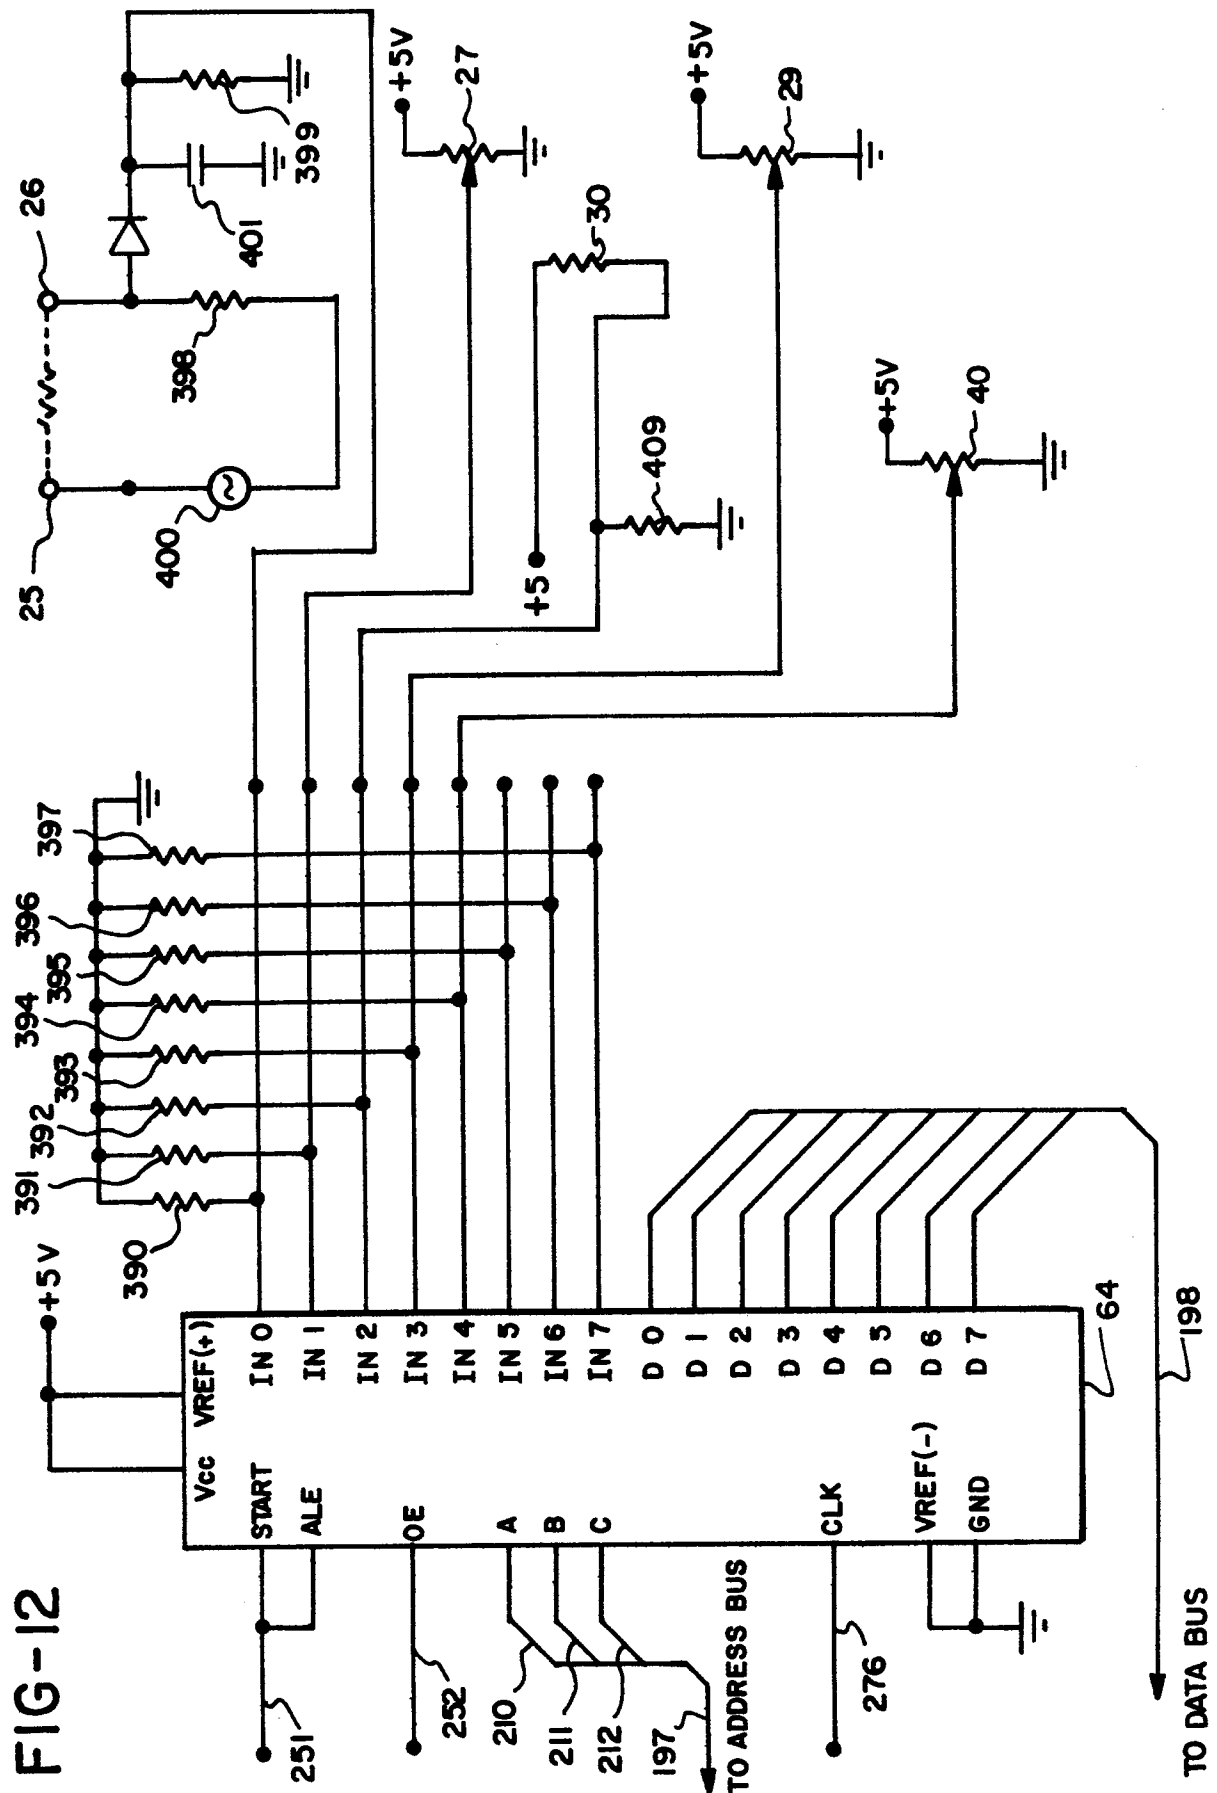 FIG-12
+5V
390
391
392
393
394
395
396
397
25
26
400
398
401
399
+5V
27
+5
30
409
+5V
29
+5V
40
Vcc
VREF(+)
START
ALE
OE
A
B
C
CLK
VREF(-)
GND
IN 0
IN 1
IN 2
IN 3
IN 4
IN 5
IN 6
IN 7
D 0
D 1
D 2
D 3
D 4
D 5
D 6
D 7
251
252
210
211
212
197
TO ADDRESS BUS
276
64
198
TO DATA BUS